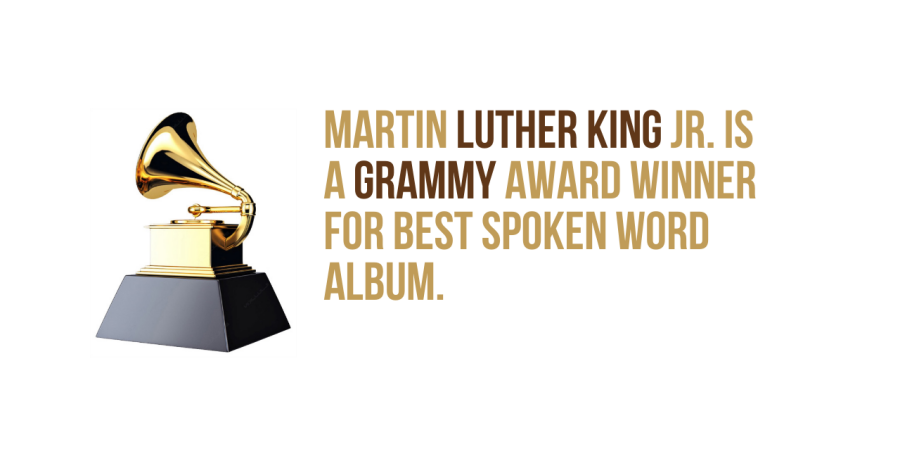 MARTIN LUTHER KING JR. IS
A GRAMMY AWARD WINNER
FOR BEST SPOKEN WORD
ALBUM.